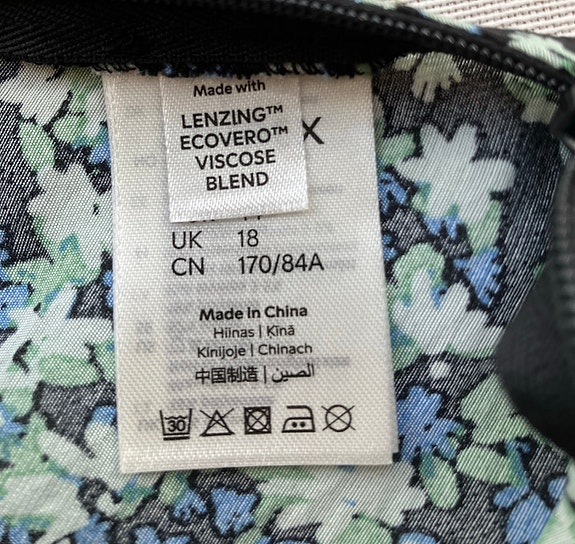 Made with
LENZING™
ECOVERO™
VISCOSE
BLEND
X
UK 18
CN 170/84A
Made in China
Hiinas | Ķīnā
Kinijoje | Chinach
中国制造 | الصين
30